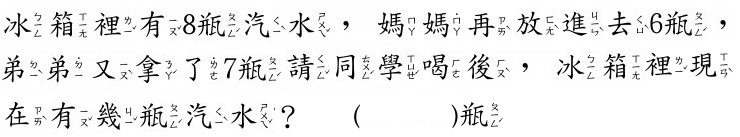 冰箱裡有8瓶汽水，媽媽再放進去6瓶，
弟弟又拿了7瓶請同學喝後，冰箱裡現
在有幾瓶汽水？（　　）瓶